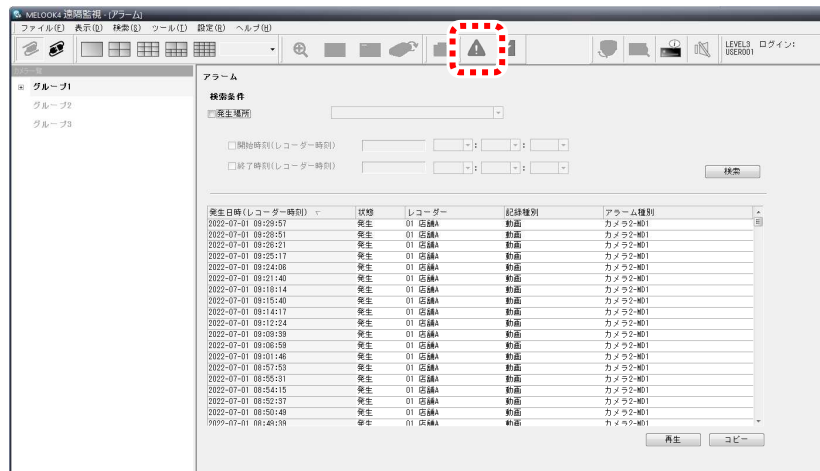 MELOOK4 遠隔監視 - [アラーム]
ファイル(F) 表示(D) 検索(S) ツール(T) 設定(R) ヘルプ(H)
LEVEL3 ログイン:
USER001
グループ1
グループ2
グループ3
アラーム
検索条件
発生場所
開始時刻(レコーダー時刻) : :
終了時刻(レコーダー時刻) : :
検索
発生日時(レコーダー時刻) 状態 レコーダー 記録種別 アラーム種別
2022-07-01 09:29:57 発生 01 店舗A 動画 カメラ2-MD1
2022-07-01 09:28:51 発生 01 店舗A 動画 カメラ2-MD1
2022-07-01 09:26:21 発生 01 店舗A 動画 カメラ2-MD1
2022-07-01 09:25:17 発生 01 店舗A 動画 カメラ2-MD1
2022-07-01 09:24:06 発生 01 店舗A 動画 カメラ2-MD1
2022-07-01 09:21:40 発生 01 店舗A 動画 カメラ2-MD1
2022-07-01 09:18:14 発生 01 店舗A 動画 カメラ2-MD1
2022-07-01 09:15:40 発生 01 店舗A 動画 カメラ2-MD1
2022-07-01 09:14:17 発生 01 店舗A 動画 カメラ2-MD1
2022-07-01 09:12:24 発生 01 店舗A 動画 カメラ2-MD1
2022-07-01 09:09:39 発生 01 店舗A 動画 カメラ2-MD1
2022-07-01 09:06:59 発生 01 店舗A 動画 カメラ2-MD1
2022-07-01 09:01:46 発生 01 店舗A 動画 カメラ2-MD1
2022-07-01 08:57:53 発生 01 店舗A 動画 カメラ2-MD1
2022-07-01 08:55:31 発生 01 店舗A 動画 カメラ2-MD1
2022-07-01 08:54:15 発生 01 店舗A 動画 カメラ2-MD1
2022-07-01 08:52:37 発生 01 店舗A 動画 カメラ2-MD1
2022-07-01 08:50:49 発生 01 店舗A 動画 カメラ2-MD1
2022-07-01 08:49:39 発生 01 店舗A 動画 カメラ2-MD1
再生 コピー